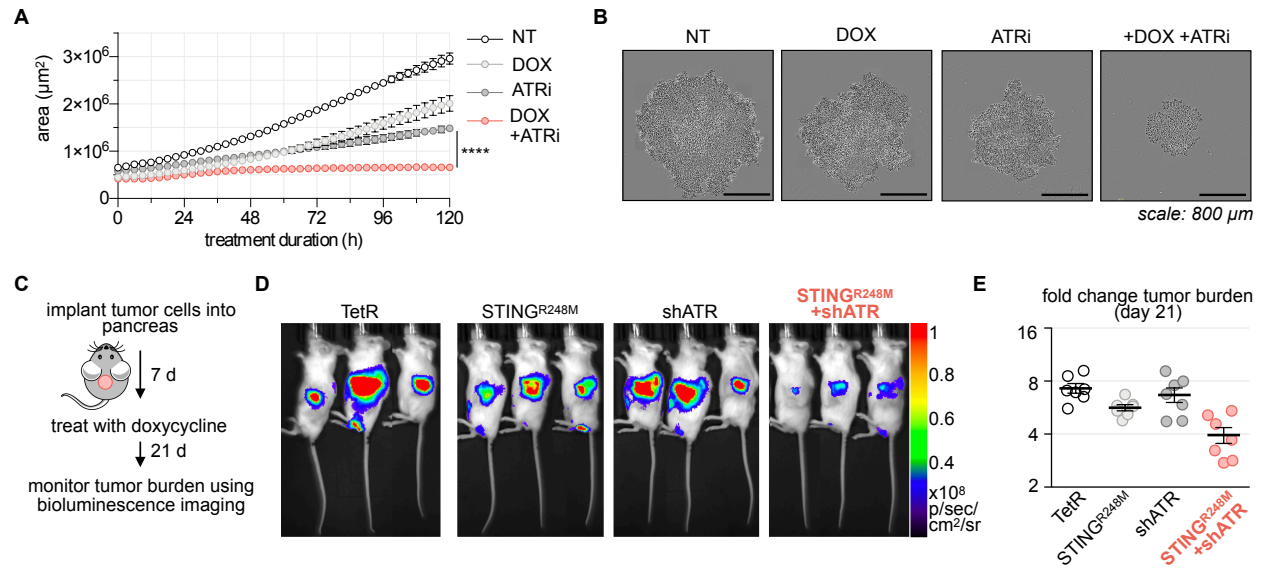 A
3×10⁶
2×10⁶
1×10⁶
0
area (µm²)
0 24 48 72 96 120
treatment duration (h)
NT
DOX
ATRi
DOX
+ATRi
****
B
NT DOX ATRi +DOX +ATRi
scale: 800 µm
C
implant tumor cells into
pancreas
7 d
treat with doxycycline
21 d
monitor tumor burden using
bioluminescence imaging
D
TetR STINGᴿ²⁴⁸ᴹ shATR STINGᴿ²⁴⁸ᴹ
+shATR
1
0.8
0.6
0.4
x10⁸
p/sec/
cm²/sr
E
fold change tumor burden
(day 21)
16
8
4
2
TetR
STINGᴿ²⁴⁸ᴹ
shATR
STINGᴿ²⁴⁸ᴹ
+shATR